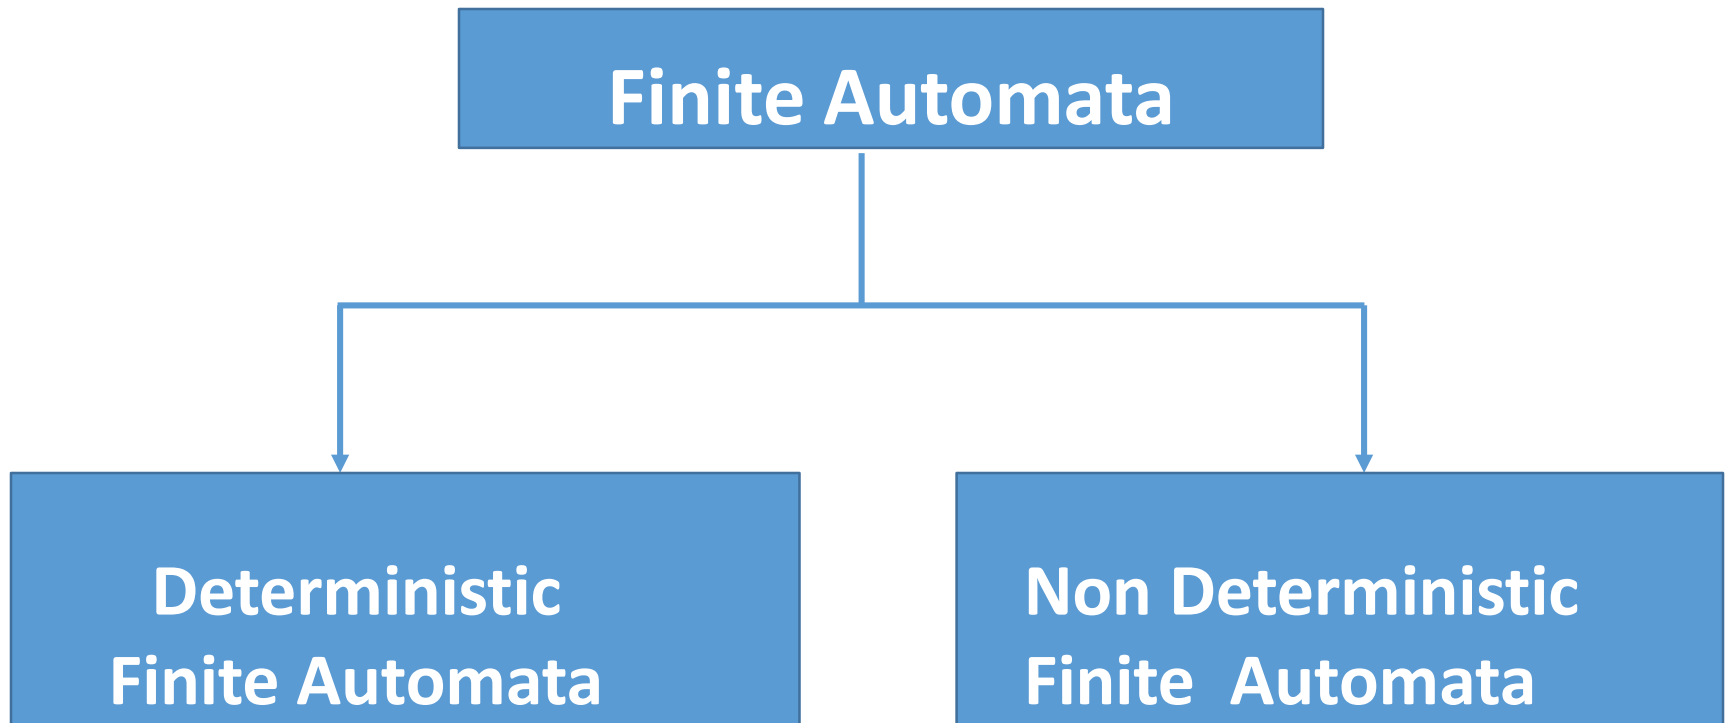 Finite Automata
Deterministic
Finite Automata
Non Deterministic
Finite Automata